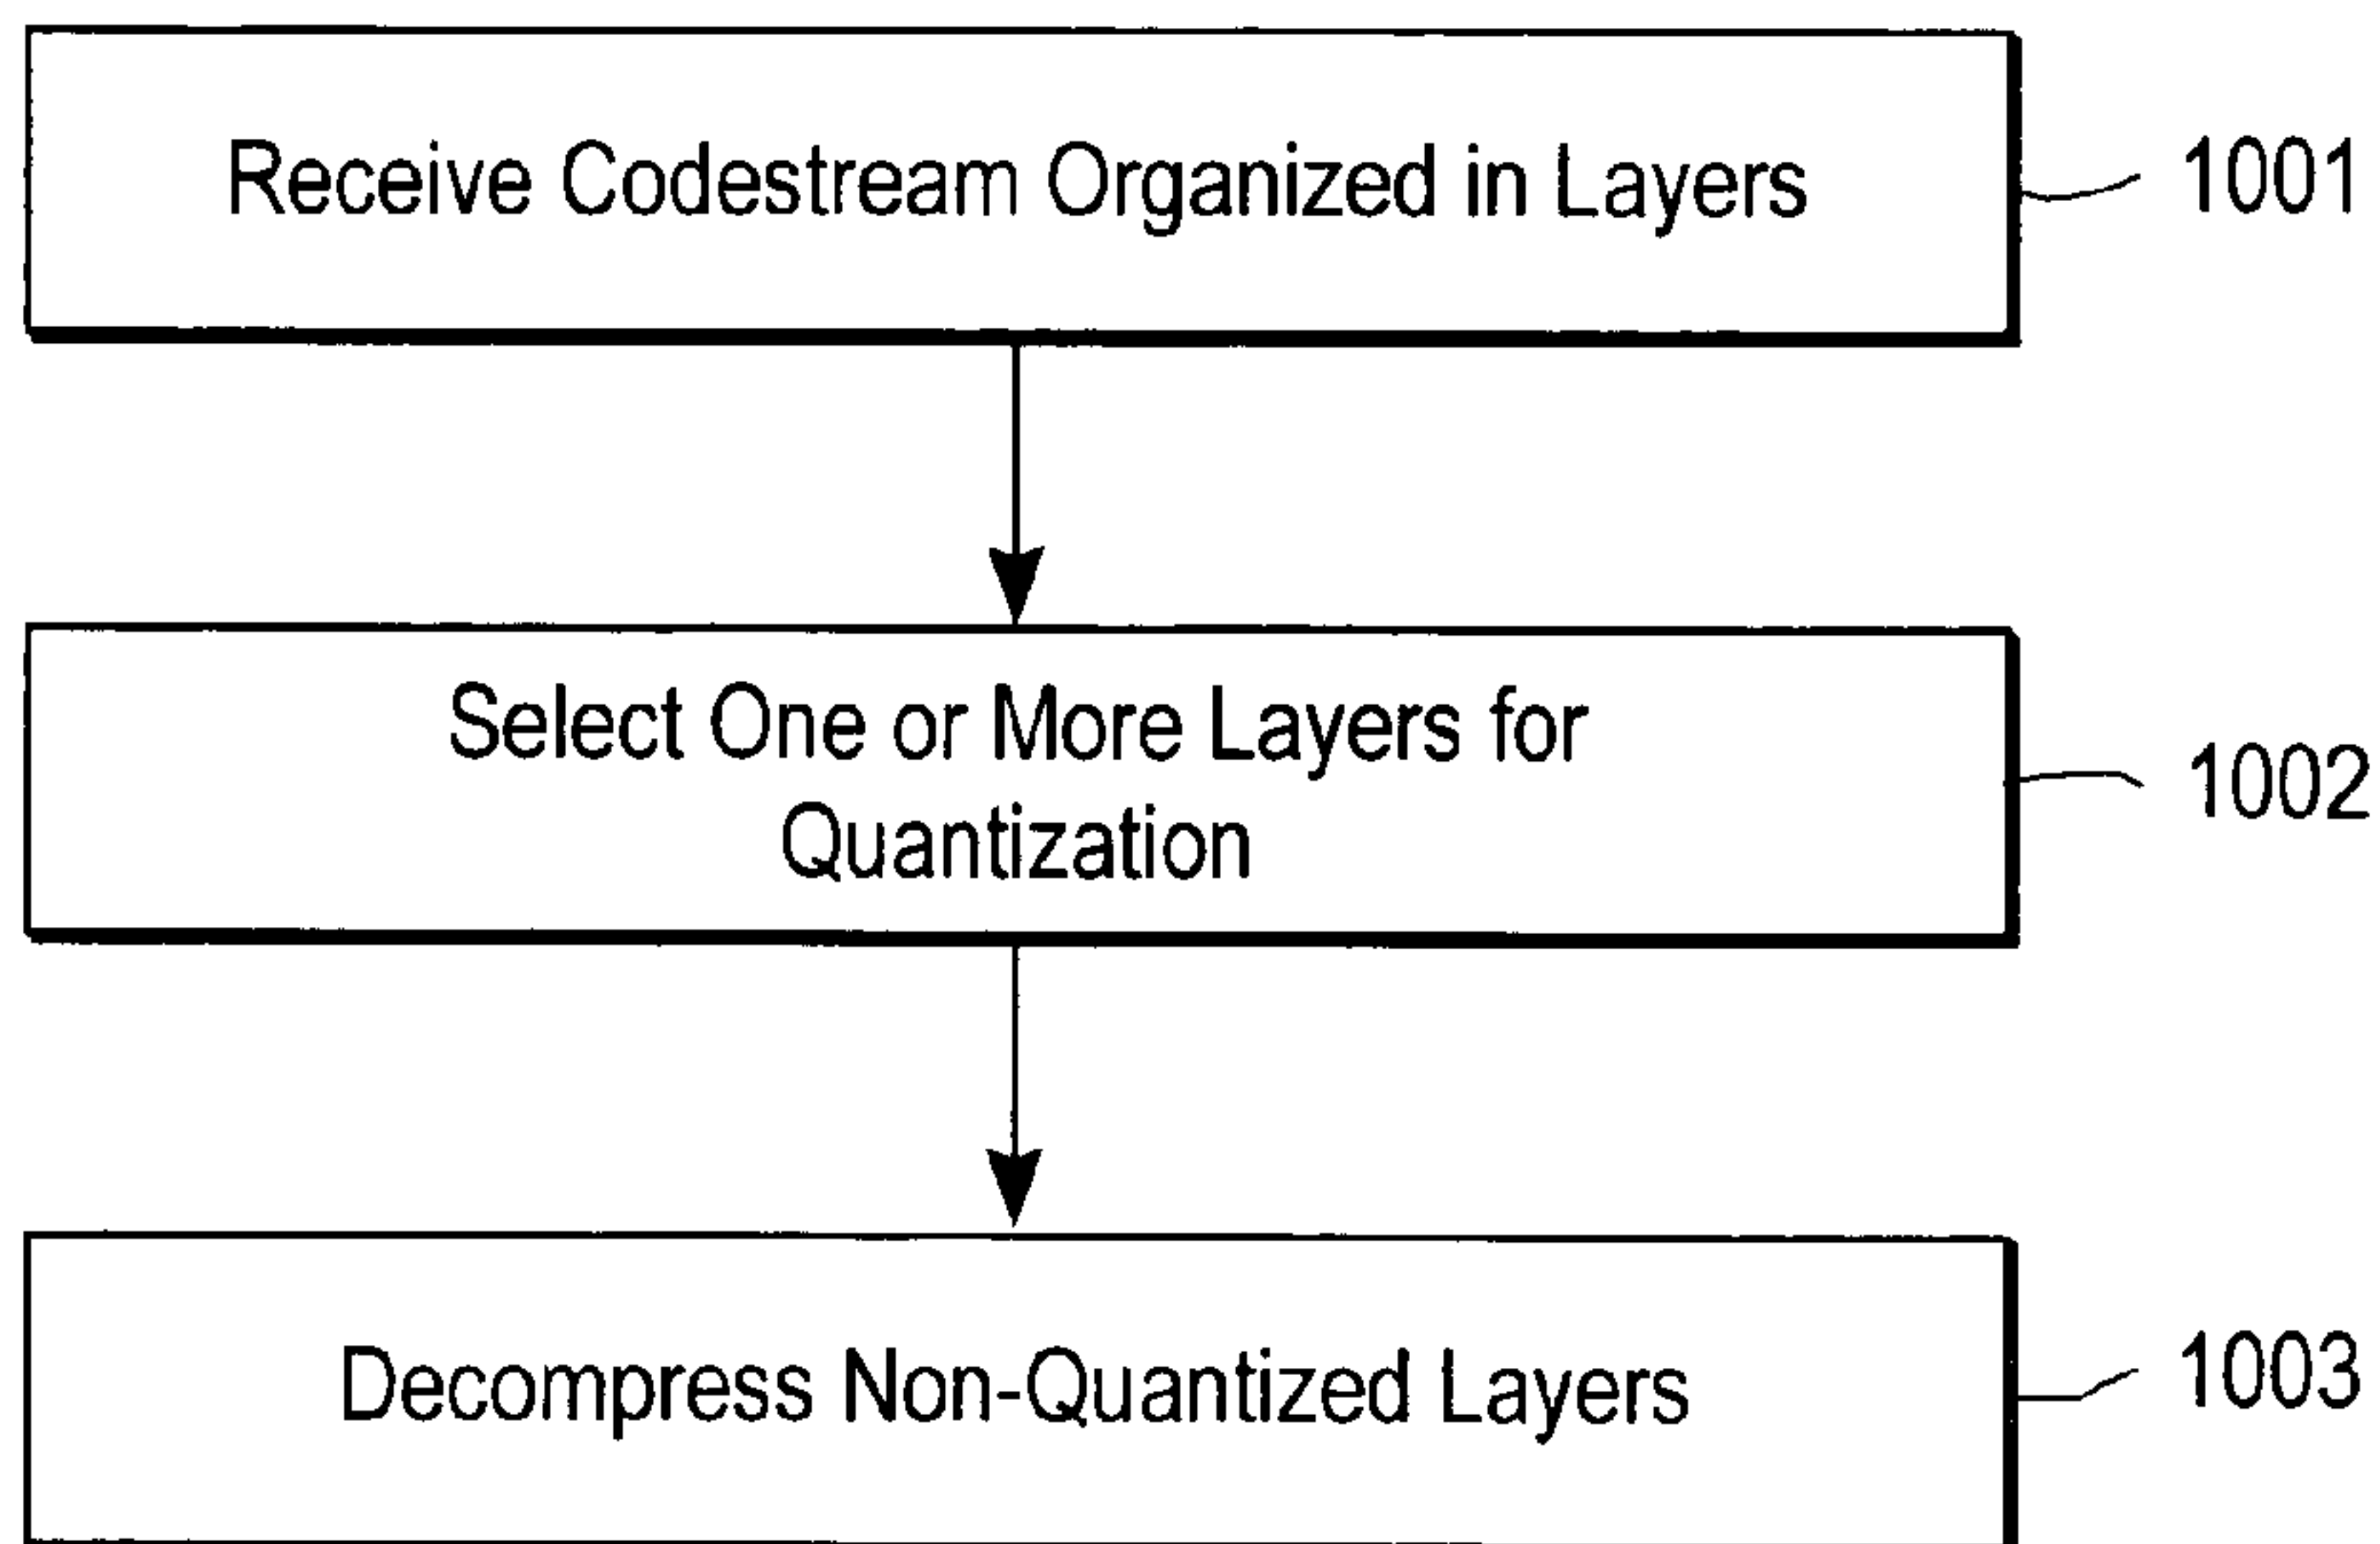 Receive Codestream Organized in Layers
1001
Select One or More Layers for
Quantization
1002
Decompress Non-Quantized Layers
1003